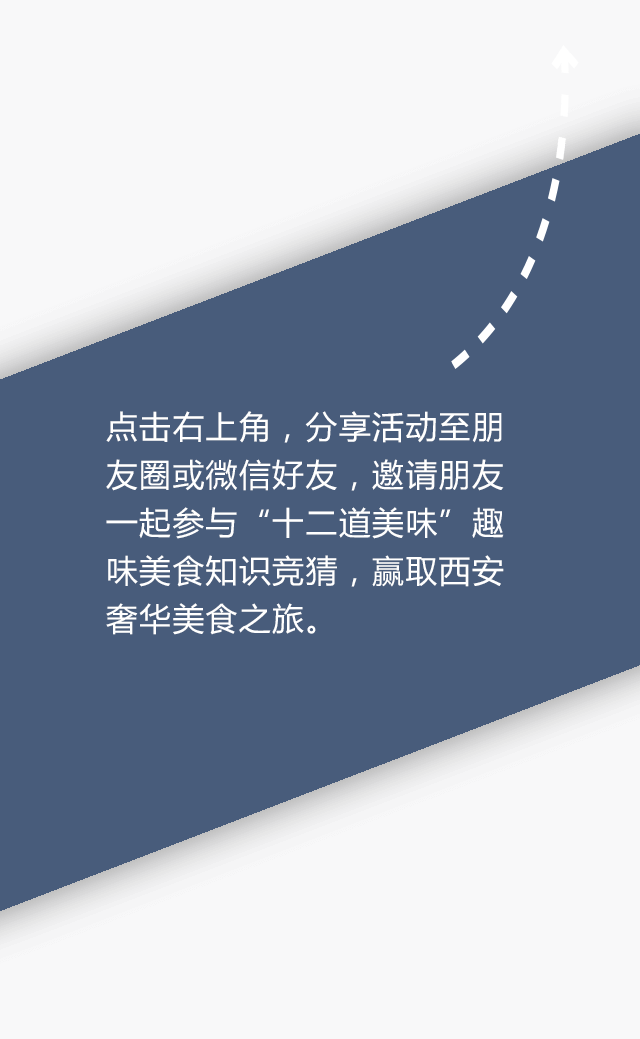 点击右上角，分享活动至朋
友圈或微信好友，邀请朋友
一起参与“十二道美味”趣
味美食知识竞猜，赢取西安
奢华美食之旅。